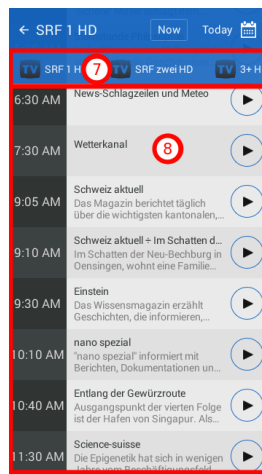 ← SRF 1 HD Now Today
TV SRF 1 H 7 TV SRF zwei HD TV 3+ H
6:30 AM News-Schlagzeilen und Meteo
7:30 AM Wetterkanal 8
9:05 AM Schweiz aktuell
Das Magazin berichtet täglich
über die wichtigsten kantonalen,...
9:10 AM Schweiz aktuell ÷ Im Schatten d...
Im Schatten der Neu-Bechburg in
Oensingen, wohnt eine Familie...
9:30 AM Einstein
Das Wissensmagazin erzählt
Geschichten, die informieren,...
10:10 AM nano spezial
"nano spezial" informiert mit
Berichten, Dokumentationen un...
10:40 AM Entlang der Gewürzroute
Ausgangspunkt der vierten Folge
ist der Hafen von Singapur. Als...
11:30 AM Science-suisse
Die Epigenetik hat sich in wenigen
Jahre vom Beschäftigungsfeld